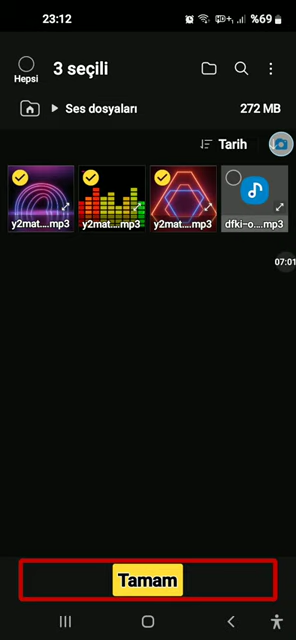 23:12
%69
Hepsi
3 seçili
Ses dosyaları
272 MB
Tarih
y2mat....mp3
y2mat....mp3
y2mat....mp3
dfki-o....mp3
07:01
Tamam